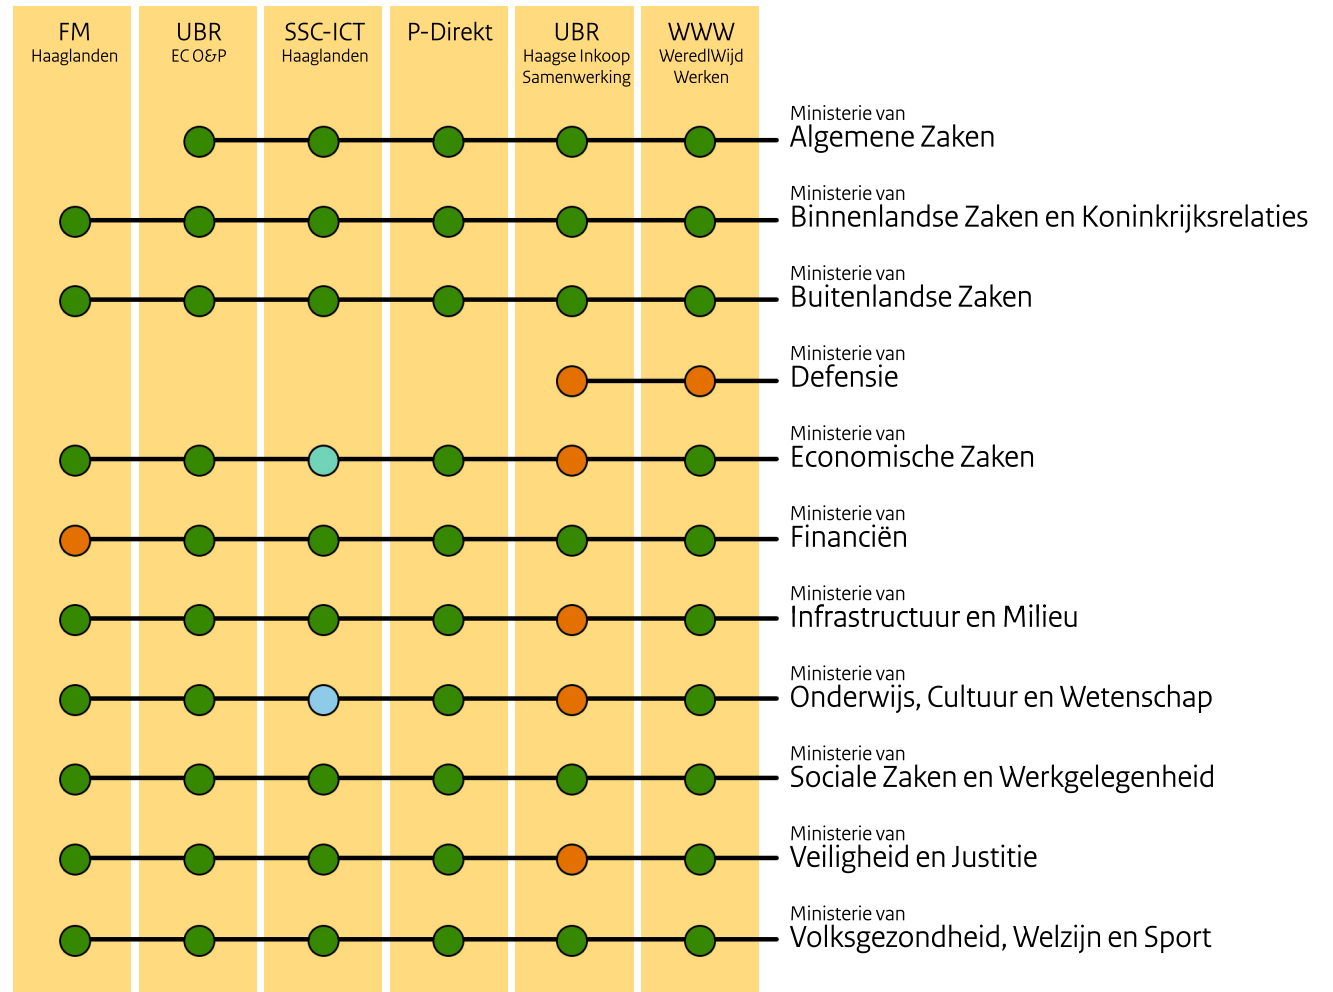 FM
Haaglanden
UBR
EC O&P
SSC-ICT
Haaglanden
P-Direkt
UBR
Haagse Inkoop
Samenwerking
WWW
WeredlWijd
Werken
Ministerie van
Algemene Zaken
Ministerie van
Binnenlandse Zaken en Koninkrijksrelaties
Ministerie van
Buitenlandse Zaken
Ministerie van
Defensie
Ministerie van
Economische Zaken
Ministerie van
Financiën
Ministerie van
Infrastructuur en Milieu
Ministerie van
Onderwijs, Cultuur en Wetenschap
Ministerie van
Sociale Zaken en Werkgelegenheid
Ministerie van
Veiligheid en Justitie
Ministerie van
Volksgezondheid, Welzijn en Sport